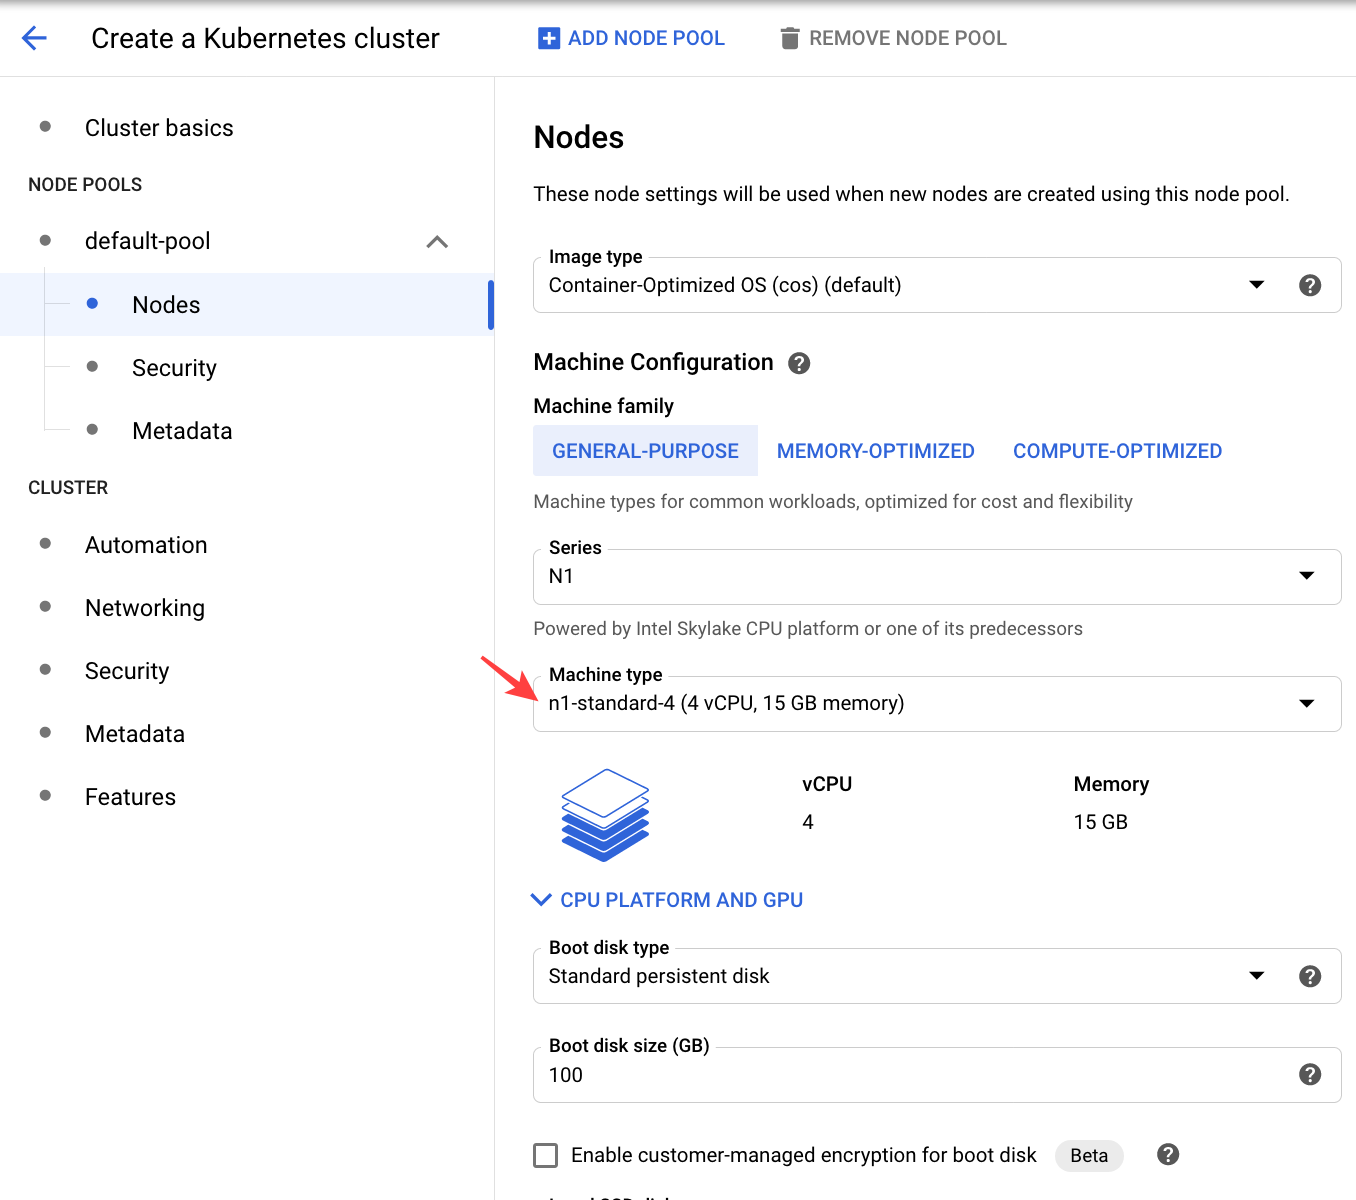 Create a Kubernetes cluster
ADD NODE POOL
REMOVE NODE POOL
Cluster basics
NODE POOLS
default-pool
Nodes
Security
Metadata
CLUSTER
Automation
Networking
Security
Metadata
Features
Nodes
These node settings will be used when new nodes are created using this node pool.
Image type
Container-Optimized OS (cos) (default)
Machine Configuration
Machine family
GENERAL-PURPOSE MEMORY-OPTIMIZED COMPUTE-OPTIMIZED
Machine types for common workloads, optimized for cost and flexibility
Series
N1
Powered by Intel Skylake CPU platform or one of its predecessors
Machine type
n1-standard-4 (4 vCPU, 15 GB memory)
vCPU Memory
4 15 GB
CPU PLATFORM AND GPU
Boot disk type
Standard persistent disk
Boot disk size (GB)
100
Enable customer-managed encryption for boot disk Beta